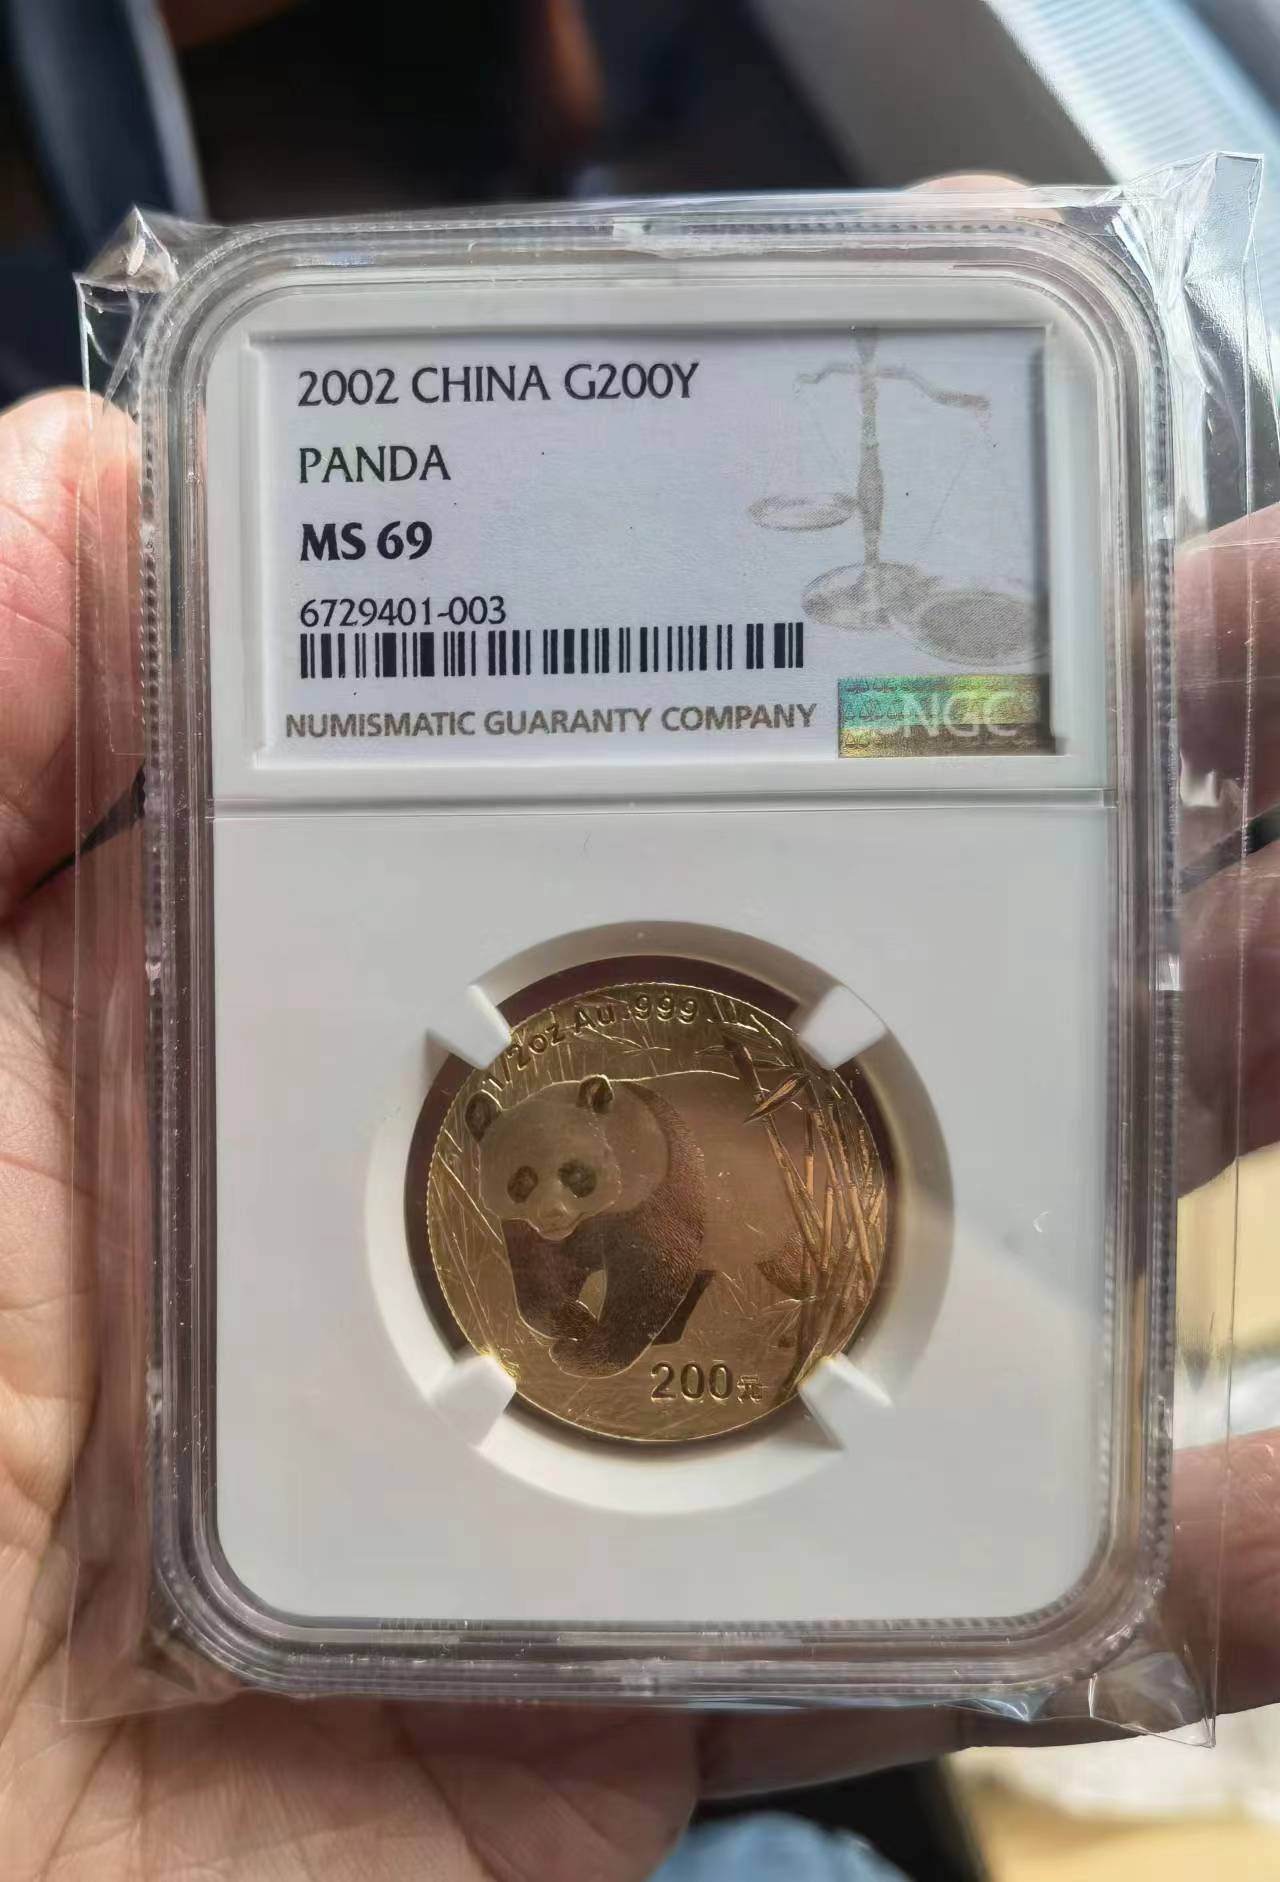 2002 CHINA G200Y
PANDA
MS 69
6729401-003
NUMISMATIC GUARANTY COMPANY
NGC
1/2oz Au .999
200元